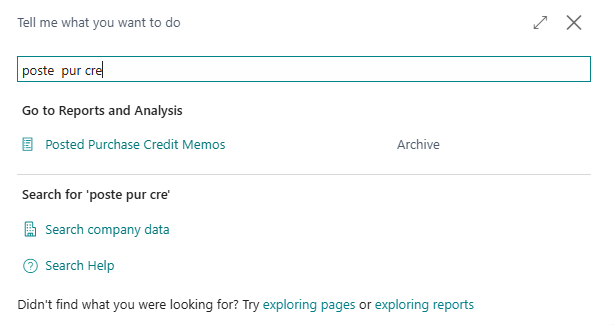 Tell me what you want to do
poste  pur cre
Go to Reports and Analysis
Posted Purchase Credit Memos Archive
Search for 'poste pur cre'
Search company data
Search Help
Didn't find what you were looking for? Try exploring pages or exploring reports